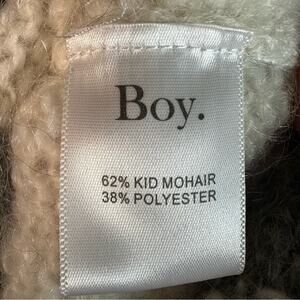 Boy.
62% KID MOHAIR
38% POLYESTER